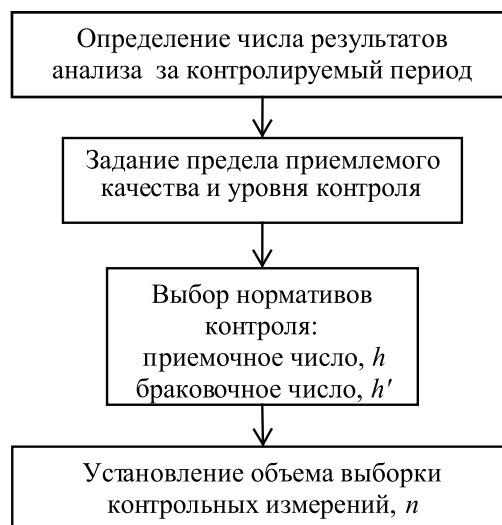 Определение числа результатов
анализа за контролируемый период
Задание предела приемлемого
качества и уровня контроля
Выбор нормативов
контроля:
приемочное число, h
браковочное число, h'
Установление объема выборки
контрольных измерений, n